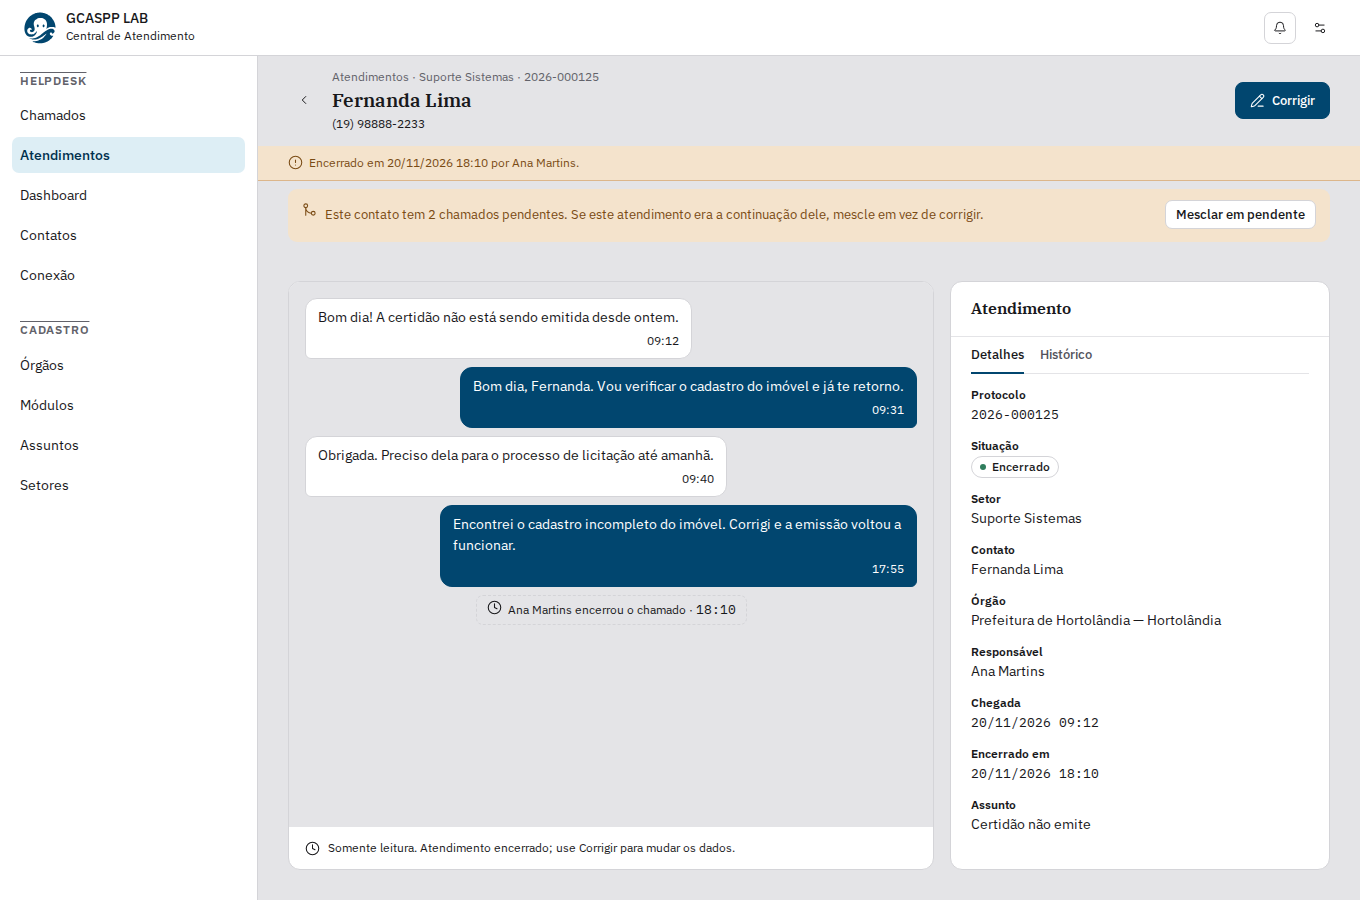 GCASPP LAB
Central de Atendimento
HELPDESK
Chamados
Atendimentos
Dashboard
Contatos
Conexão
CADASTRO
Órgãos
Módulos
Assuntos
Setores
Atendimentos · Suporte Sistemas · 2026-000125
Fernanda Lima
(19) 98888-2233
Corrigir
Encerrado em 20/11/2026 18:10 por Ana Martins.
Este contato tem 2 chamados pendentes. Se este atendimento era a continuação dele, mescle em vez de corrigir.
Mesclar em pendente
Bom dia! A certidão não está sendo emitida desde ontem.
09:12
Bom dia, Fernanda. Vou verificar o cadastro do imóvel e já te retorno.
09:31
Obrigada. Preciso dela para o processo de licitação até amanhã.
09:40
Encontrei o cadastro incompleto do imóvel. Corrigi e a emissão voltou a
funcionar.
17:55
Ana Martins encerrou o chamado · 18:10
Somente leitura. Atendimento encerrado; use Corrigir para mudar os dados.
Atendimento
Detalhes Histórico
Protocolo
2026-000125
Situação
Encerrado
Setor
Suporte Sistemas
Contato
Fernanda Lima
Órgão
Prefeitura de Hortolândia — Hortolândia
Responsável
Ana Martins
Chegada
20/11/2026 09:12
Encerrado em
20/11/2026 18:10
Assunto
Certidão não emite